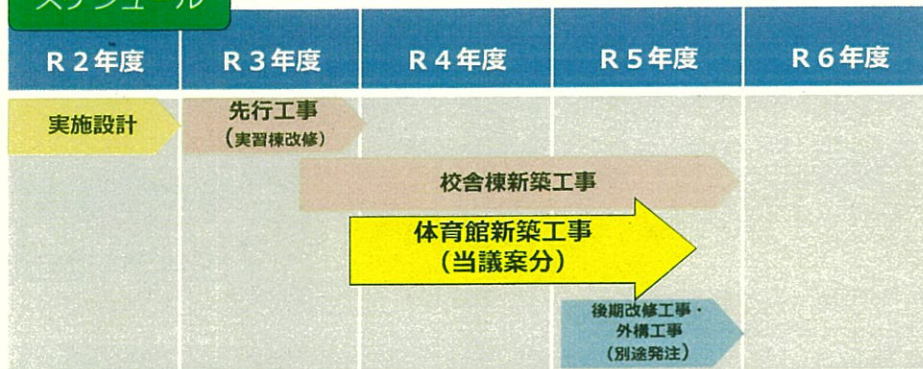 スケジュール
R2年度
R3年度
R4年度
R5年度
R6年度
実施設計
先行工事
(実習棟改修)
校舎棟新築工事
体育館新築工事
(当議案分)
後期改修工事・
外構工事
(別途発注)